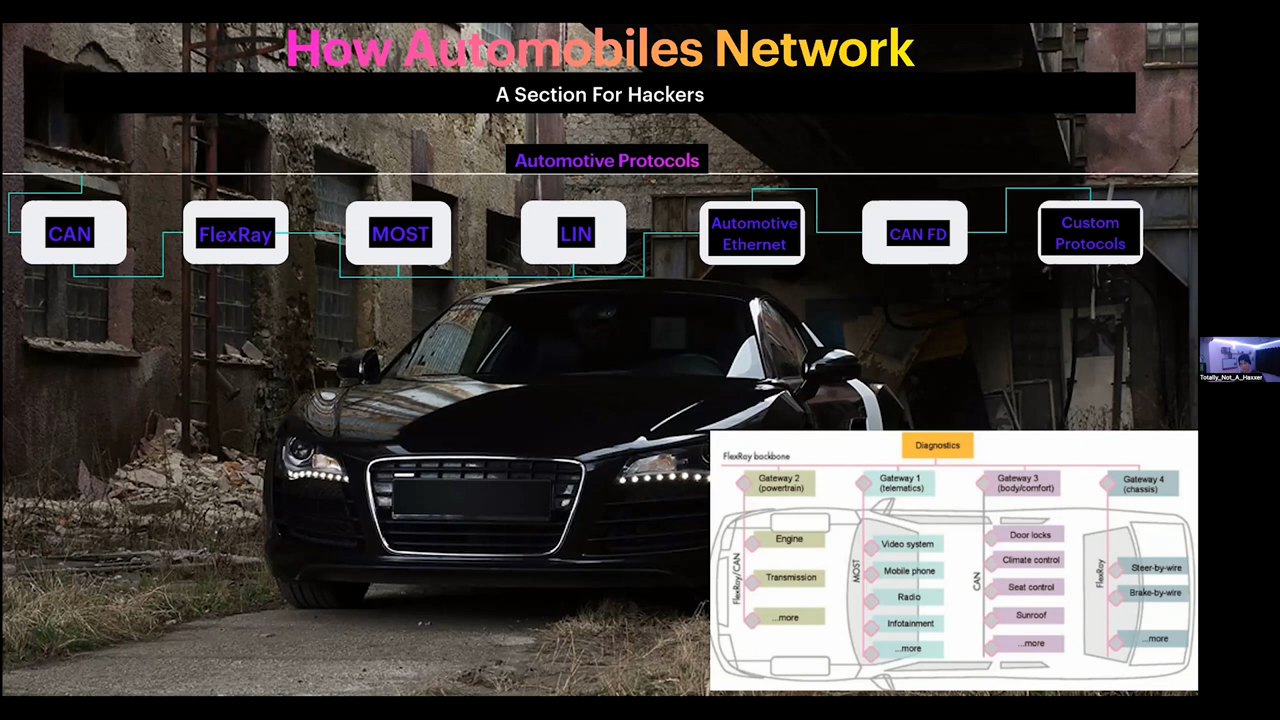 How Automobiles Network
A Section For Hackers
Automotive Protocols
CAN
FlexRay
MOST
LIN
Automotive
Ethernet
CAN FD
Custom
Protocols
Totally_Not_A_Haxxer
Diagnostics
FlexRay backbone
Gateway 2
(powertrain)
Gateway 1
(telematics)
Gateway 3
(body/comfort)
Gateway 4
(chassis)
FlexRay/CAN
Engine
Transmission
...more
MOST
Video system
Mobile phone
Radio
Infotainment
...more
CAN
Door locks
Climate control
Seat control
Sunroof
...more
FlexRay
Steer-by-wire
Brake-by-wire
...more